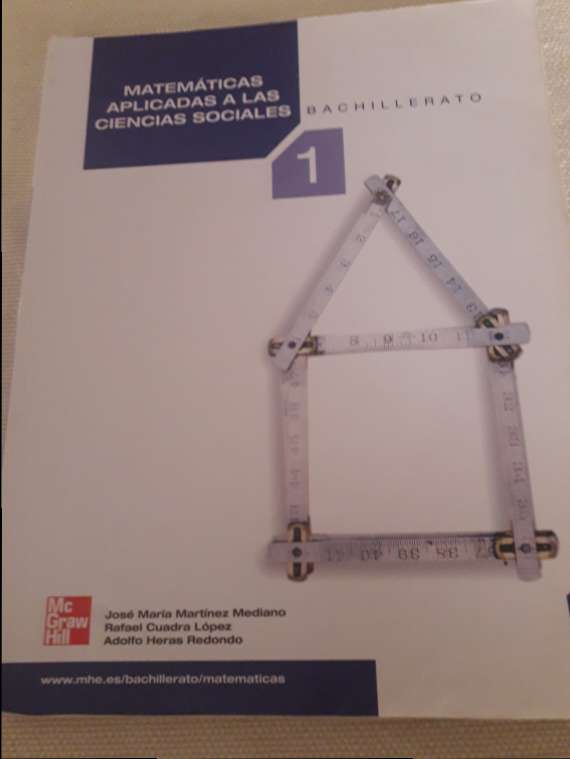 MATEMÁTICAS
APLICADAS A LAS
CIENCIAS SOCIALES
BACHILLERATO
1
Mc
Graw
Hill
José María Martínez Mediano
Rafael Cuadra López
Adolfo Heras Redondo
www.mhe.es/bachillerato/matematicas